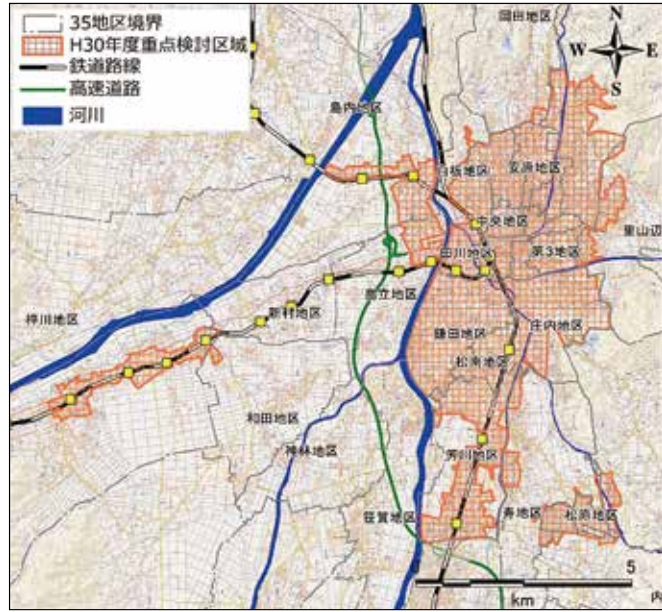 35地区境界
H30年度重点検討区域
鉄道路線
高速道路
河川
岡田地区
N
W
E
S
島内地区
白板地区
安原地区
中央地区
里山辺
田川地区
第3地区
島立地区
梓川地区
新村地区
庄内地区
鎌田地区
松南地区
和田地区
神林地区
芳川地区
笹賀地区
寿地区
松原地区
0
5
km
内